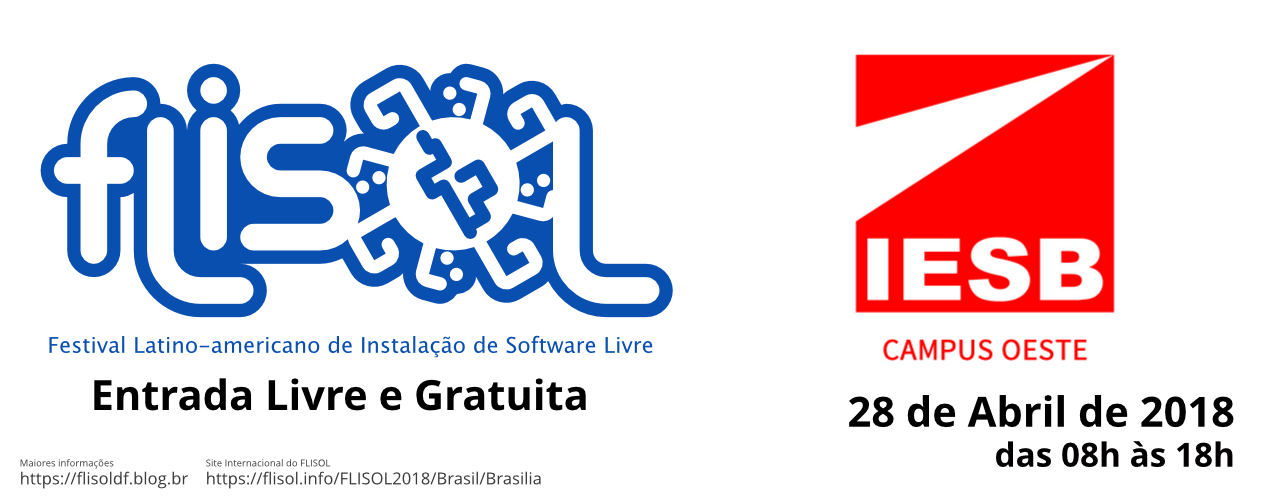 flisol
Festival Latino-americano de Instalação de Software Livre
Entrada Livre e Gratuita
Maiores informações
https://flisoldf.blog.br
Site Internacional do FLISOL
https://flisol.info/FLISOL2018/Brasil/Brasilia
IESB
CAMPUS OESTE
28 de Abril de 2018
das 08h às 18h